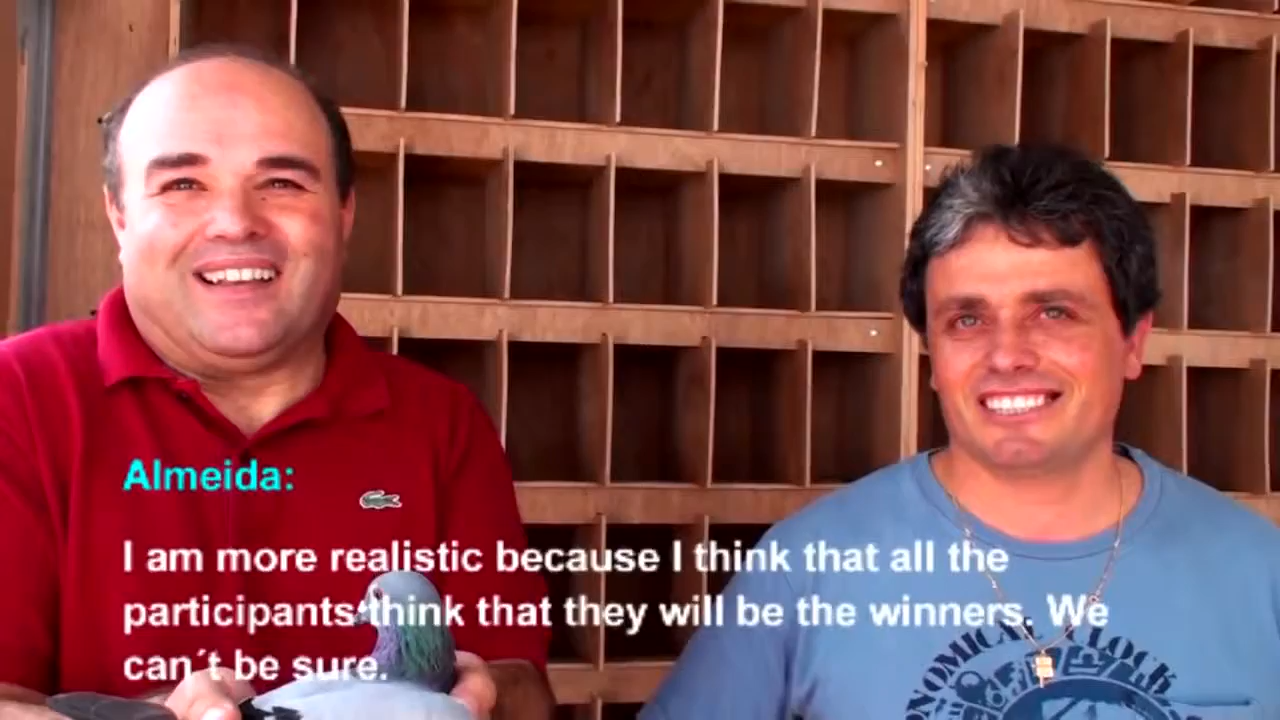 Almeida:
I am more realistic because I think that all the
participants think that they will be the winners. We
can´t be sure.